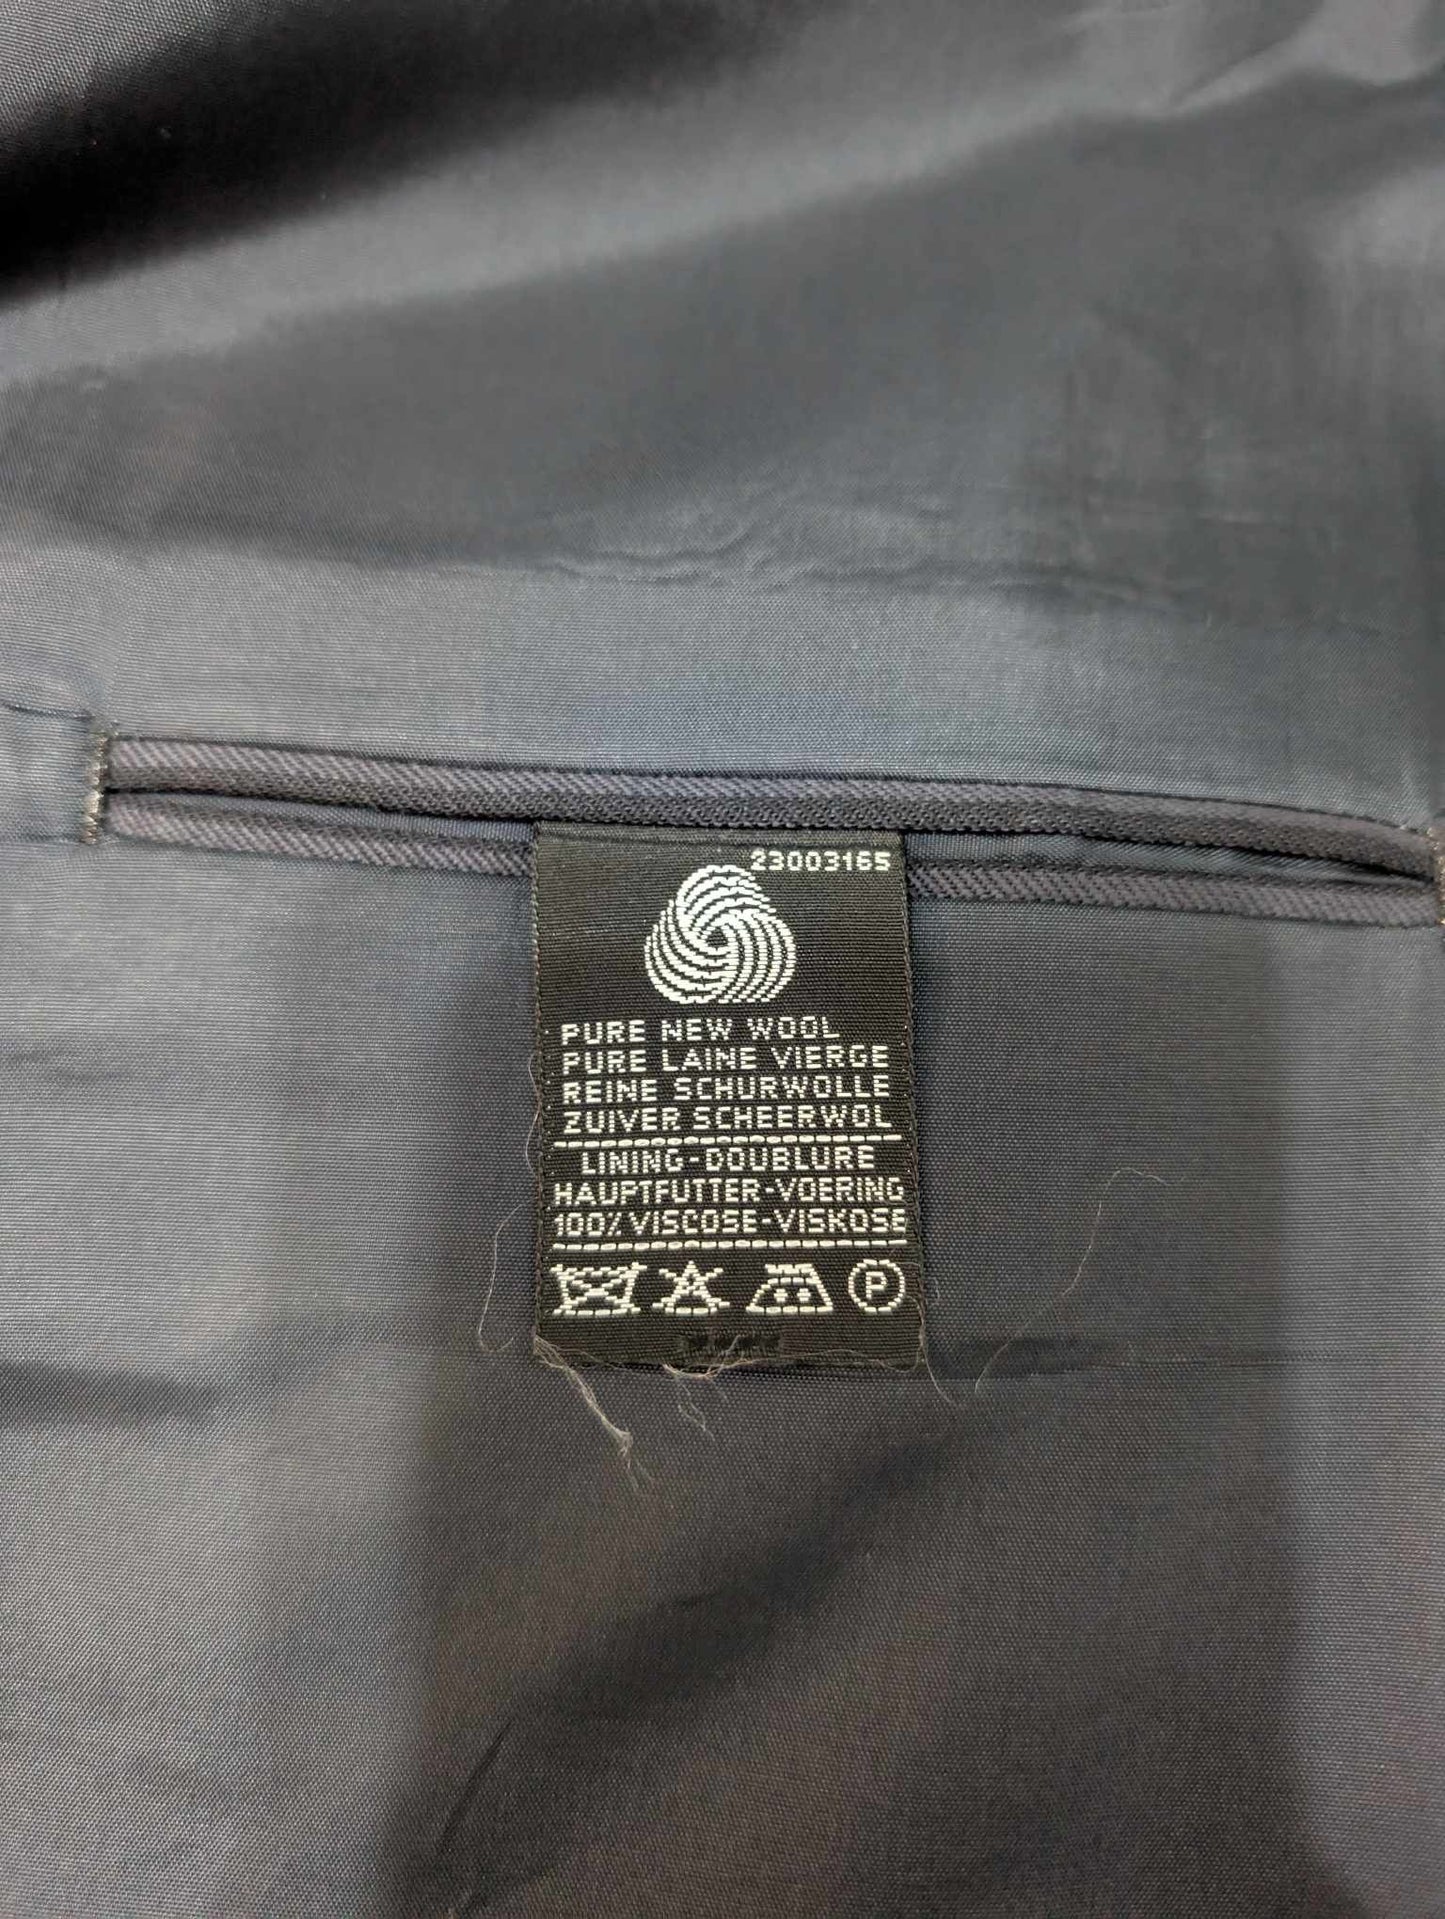 23003165
PURE NEW WOOL
PURE LAINE VIERGE
REINE SCHURWOLLE
ZUIVER SCHEERWOL
LINING-DOUBLURE
HAUPTFUTTER-VOERING
100% VISCOSE-VISKOSE
P